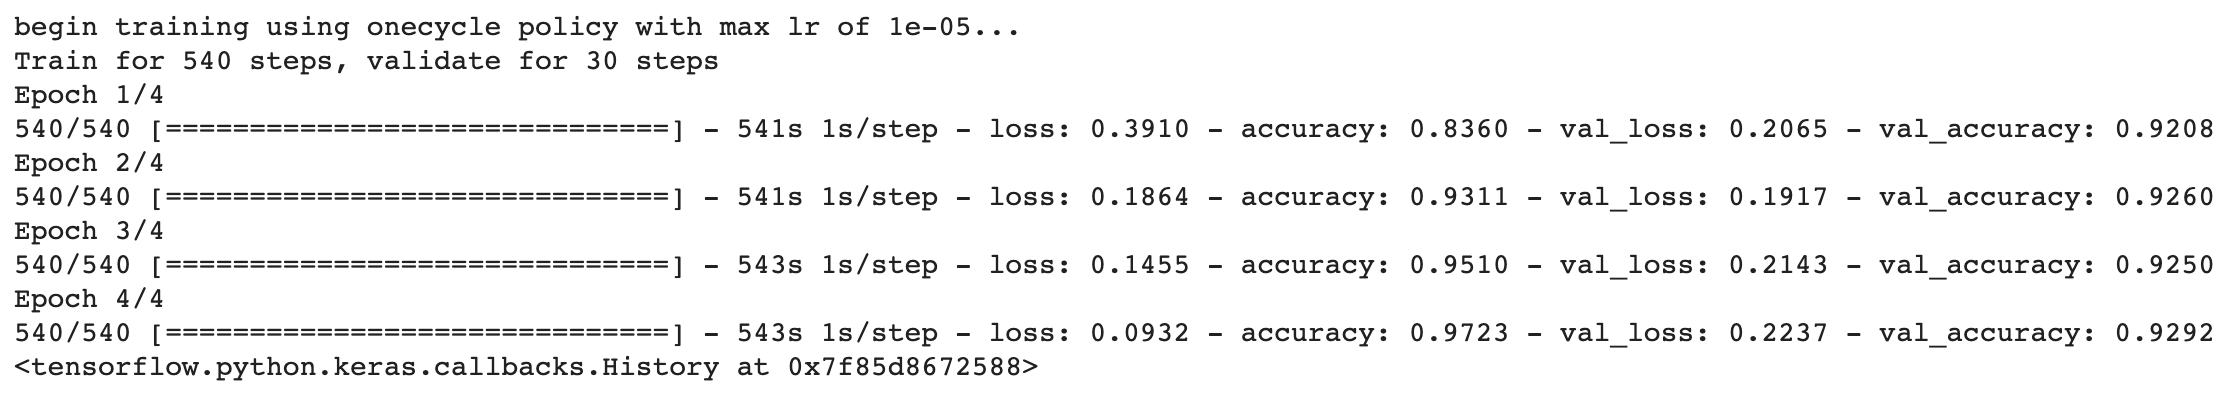 begin training using onecycle policy with max lr of 1e-05...
Train for 540 steps, validate for 30 steps
Epoch 1/4
540/540 [==============================] - 541s 1s/step - loss: 0.3910 - accuracy: 0.8360 - val_loss: 0.2065 - val_accuracy: 0.9208
Epoch 2/4
540/540 [==============================] - 541s 1s/step - loss: 0.1864 - accuracy: 0.9311 - val_loss: 0.1917 - val_accuracy: 0.9260
Epoch 3/4
540/540 [==============================] - 543s 1s/step - loss: 0.1455 - accuracy: 0.9510 - val_loss: 0.2143 - val_accuracy: 0.9250
Epoch 4/4
540/540 [==============================] - 543s 1s/step - loss: 0.0932 - accuracy: 0.9723 - val_loss: 0.2237 - val_accuracy: 0.9292
<tensorflow.python.keras.callbacks.History at 0x7f85d8672588>